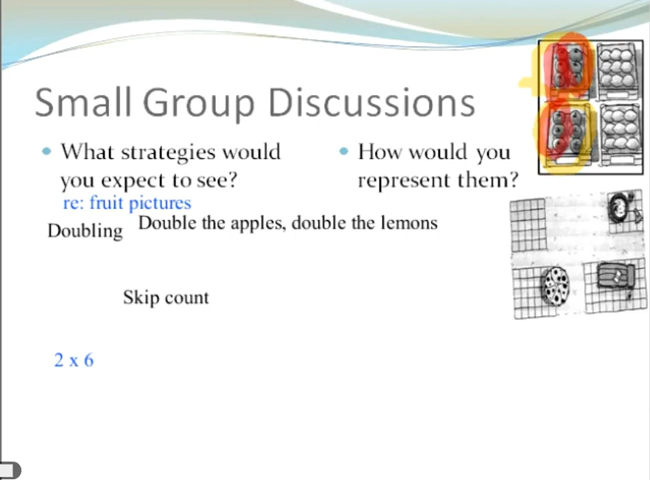 Small Group Discussions
What strategies would
you expect to see?
re: fruit pictures
Doubling
Double the apples, double the lemons
Skip count
2 x 6
How would you
represent them?